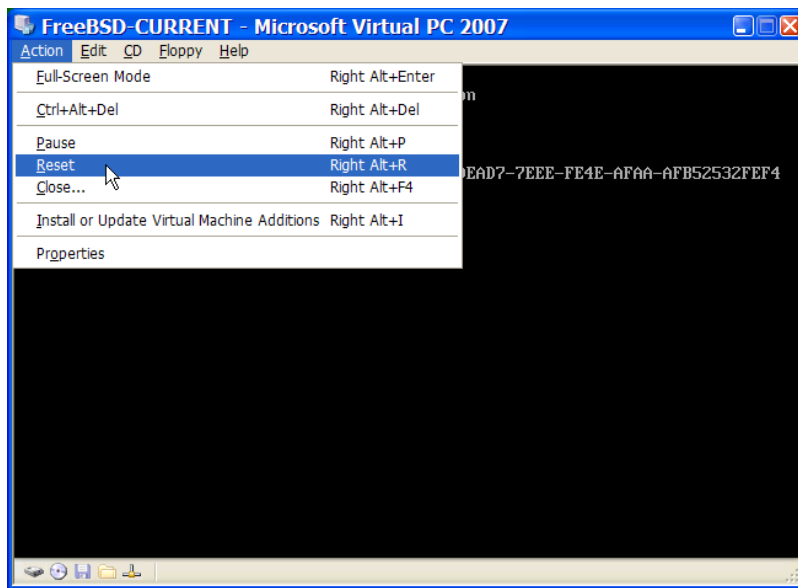 FreeBSD-CURRENT - Microsoft Virtual PC 2007
Action Edit CD Floppy Help
Full-Screen Mode Right Alt+Enter
on
Ctrl+Alt+Del Right Alt+Del
Pause Right Alt+P
Reset Right Alt+R
EAD7-7EEE-FE4E-AFAA-AFB52532FEF4
Close... Right Alt+F4
Install or Update Virtual Machine Additions Right Alt+I
Properties